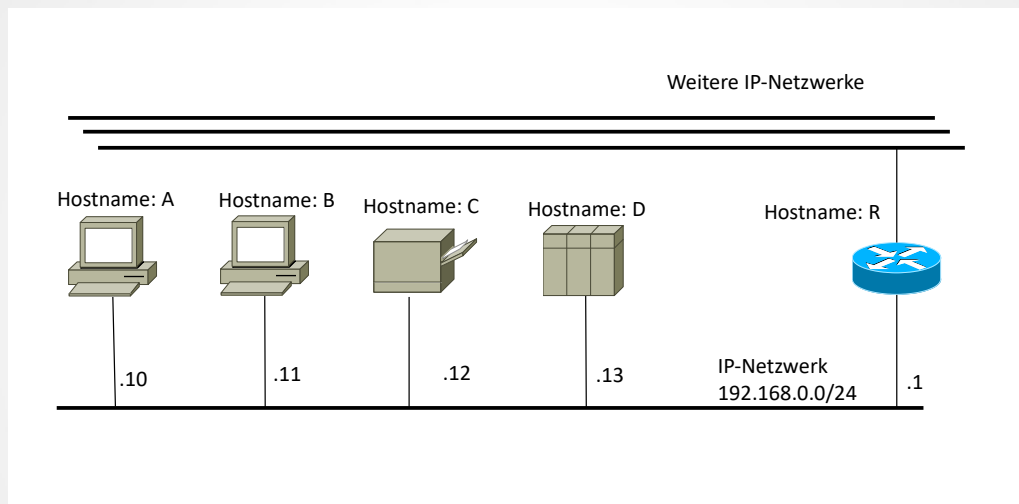 Weitere IP-Netzwerke
Hostname: A
Hostname: B
Hostname: C
Hostname: D
Hostname: R
.10
.11
.12
.13
IP-Netzwerk
192.168.0.0/24
.1